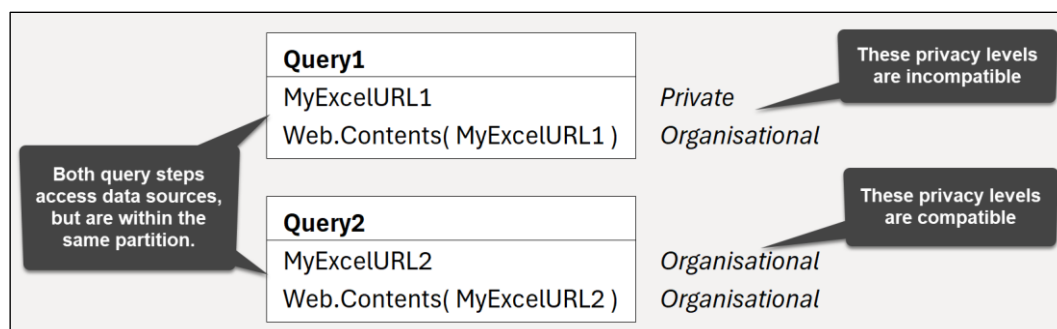 Query1
MyExcelURL1
Web.Contents( MyExcelURL1 )
Private
Organisational
These privacy levels
are incompatible
Both query steps
access data sources,
but are within the
same partition.
Query2
MyExcelURL2
Web.Contents( MyExcelURL2 )
Organisational
Organisational
These privacy levels
are compatible